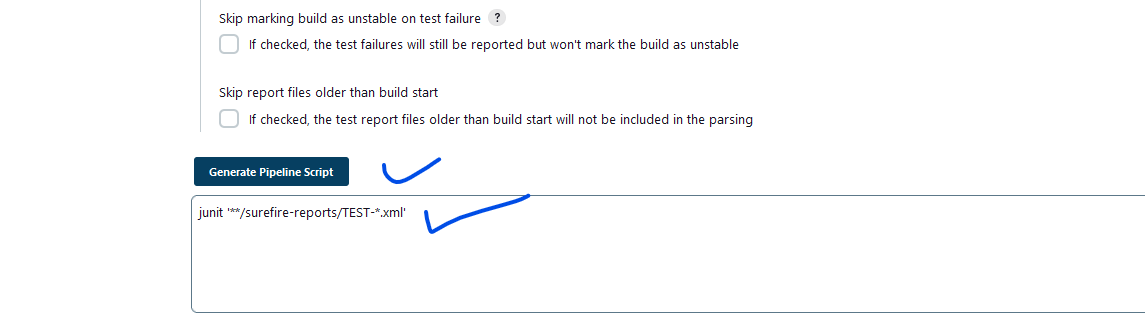 Skip marking build as unstable on test failure ?
If checked, the test failures will still be reported but won't mark the build as unstable
Skip report files older than build start
If checked, the test report files older than build start will not be included in the parsing
Generate Pipeline Script
junit '**/surefire-reports/TEST-*.xml'